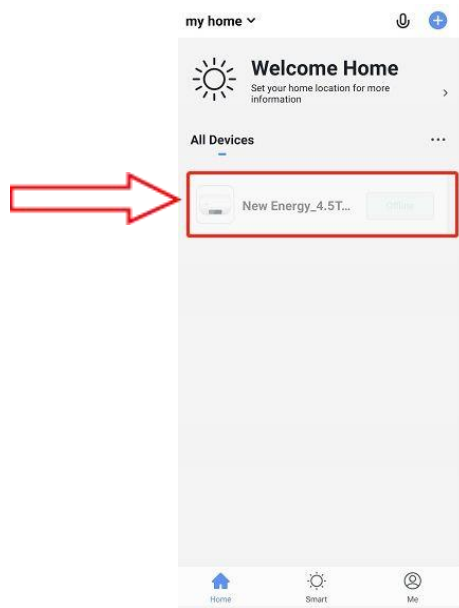 my home
Welcome Home
Set your home location for more
information
All Devices
...
New Energy_4.5T...
Offline
Home
Smart
Me